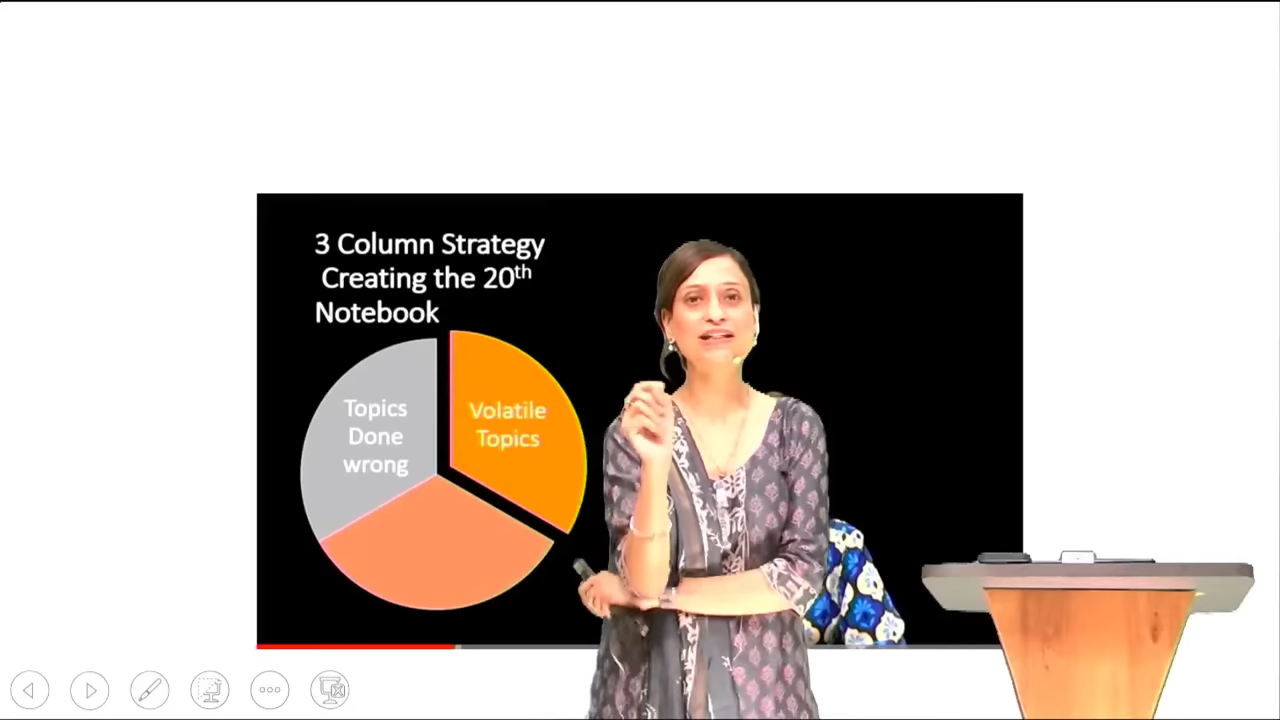 3 Column Strategy
Creating the 20th
Notebook
Topics
Done
wrong
Volatile
Topics